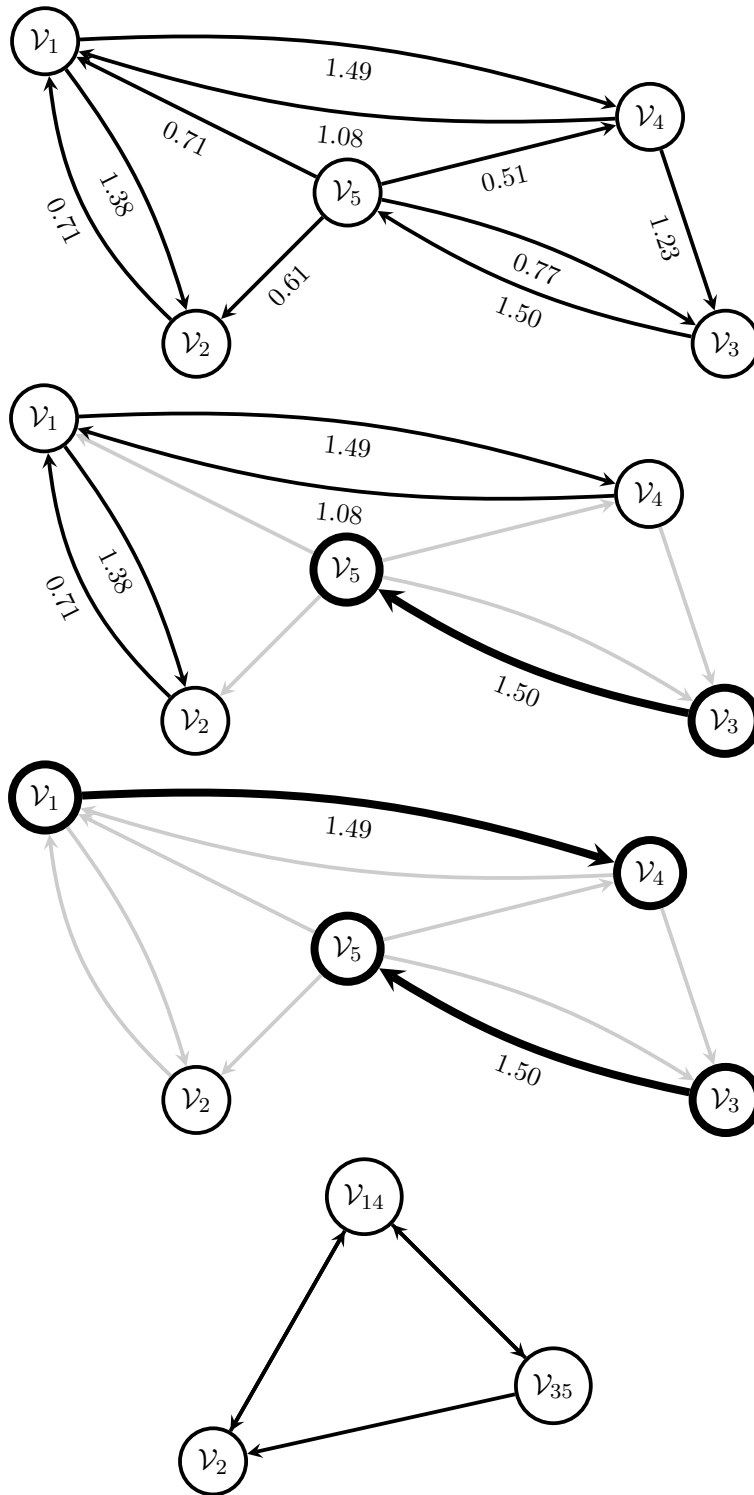 V₁
1.49
V₄
0.71
1.08
1.38
V₅
0.51
0.71
1.23
0.77
0.61
1.50
V₂
V₃
V₁
1.49
V₄
1.08
1.38
V₅
0.71
1.50
V₂
V₃
V₁
1.49
V₄
V₅
1.50
V₂
V₃
V₁₄
V₃₅
V₂